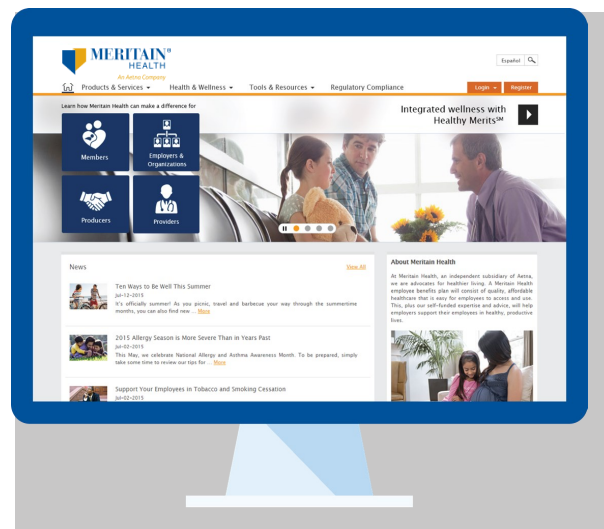 MERITAIN®
HEALTH
An Aetna Company
Español
Products & Services
Health & Wellness
Tools & Resources
Regulatory Compliance
Login
Register
Learn how Meritain Health can make a difference for
Integrated wellness with
Healthy Merits℠
Members
Employers &
Organizations
Producers
Providers
News
View All
Ten Ways to Be Well This Summer
Jul-12-2015
It's officially summer! As you picnic, travel and barbecue your way through the summertime
months, you can also find new ... More
2015 Allergy Season is More Severe Than in Years Past
Jul-02-2015
This May, we celebrate National Allergy and Asthma Awareness Month. To be prepared, simply
take some time to review our tips for ... More
Support Your Employees in Tobacco and Smoking Cessation
Jul-02-2015
About Meritain Health
At Meritain Health, an independent subsidiary of Aetna,
we are advocates for healthier living. A Meritain Health
employee benefits plan will consist of quality, affordable
healthcare that is easy for employees to access and use.
This, plus our self-funded expertise and advice, will help
employers support their employees in healthy, productive
lives.